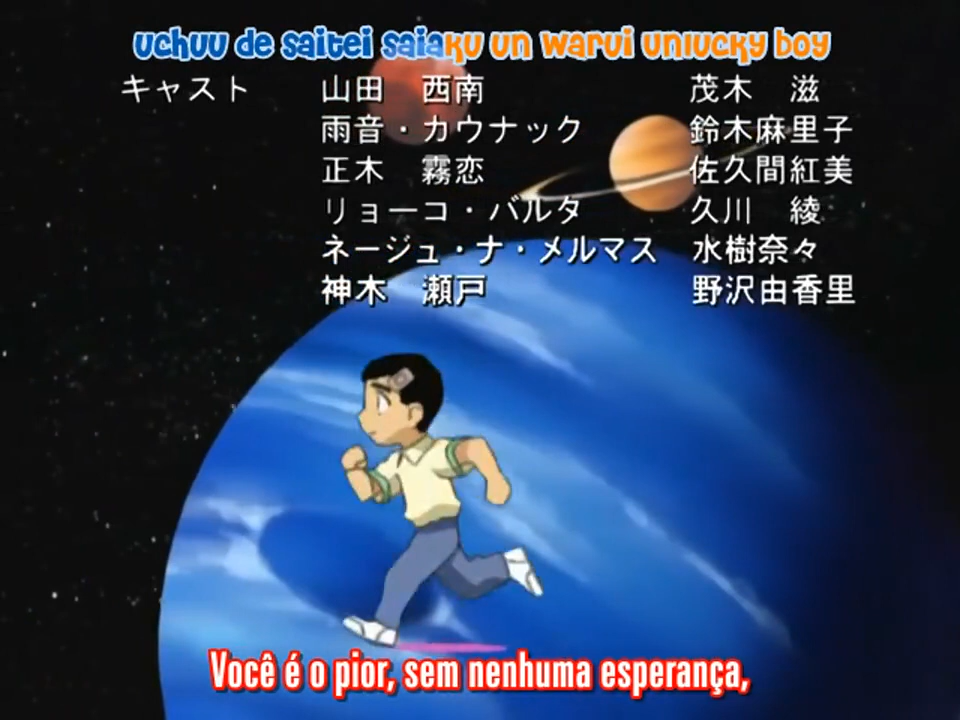 uchuu de saitei saiaku un warui unlucky boy
キャスト 山田 西南 茂木 滋
雨音・カウナック 鈴木麻里子
正木 霧恋 佐久間紅美
リョーコ・バルタ 久川 綾
ネージュ・ナ・メルマス 水樹奈々
神木 瀬戸 野沢由香里
Você é o pior, sem nenhuma esperança,